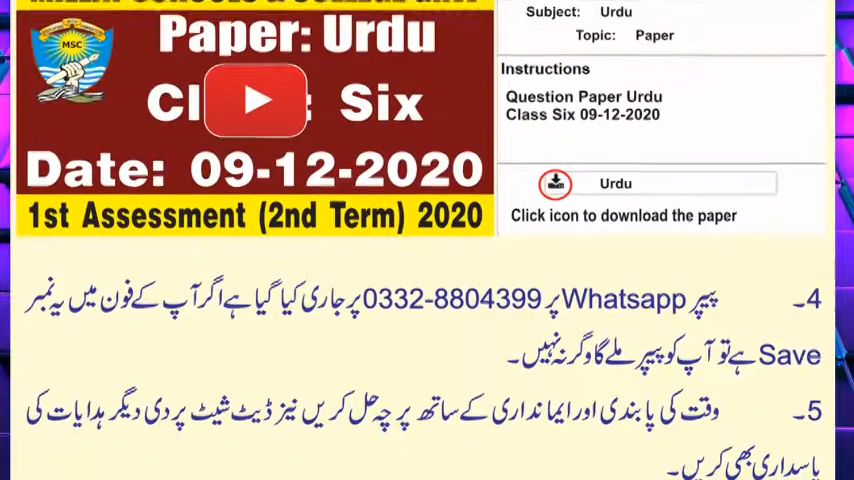 Paper: Urdu
MSC
Six
Date: 09-12-2020
1st Assessment (2nd Term) 2020
Subject: Urdu
Topic: Paper
Instructions
Question Paper Urdu
Class Six 09-12-2020
Urdu
Click icon to download the paper
4۔ پیپر Whatsapp پر 0332-8804399 پر جاری کیا گیا ہے اگر آپ کے فون میں یہ نمبر
Save ہے تو آپ کو پیپر ملے گا وگرنہ نہیں۔
5۔ وقت کی پابندی اور ایمانداری کے ساتھ پرچہ حل کریں نیز ڈیٹ شیٹ پر دی دیگر ہدایات کی
پاسداری بھی کریں۔